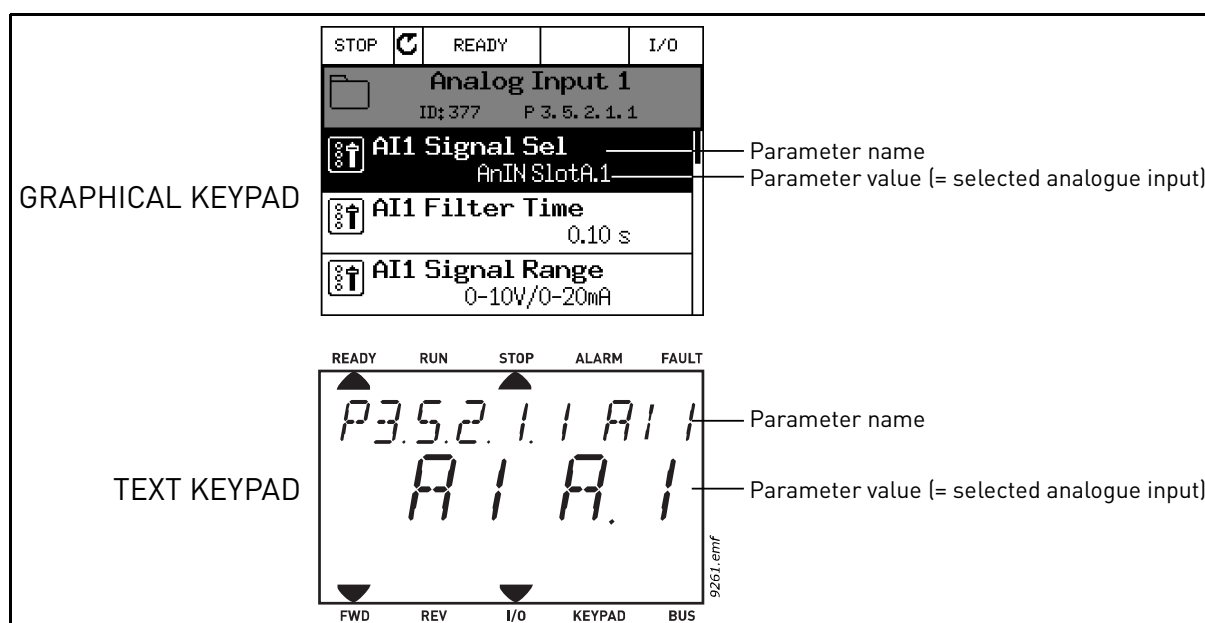 STOP READY I/O
Analog Input 1
ID:377 P3.5.2.1.1
AI1 Signal Sel
AnIN SlotA.1
AI1 Filter Time
0.10 s
AI1 Signal Range
0-10V/0-20mA
GRAPHICAL KEYPAD
Parameter name
Parameter value (= selected analogue input)
READY RUN STOP ALARM FAULT
P3.5.2.1.1 AI1
AI A.1
FWD REV I/O KEYPAD BUS
TEXT KEYPAD
Parameter name
Parameter value (= selected analogue input)
9261.emf